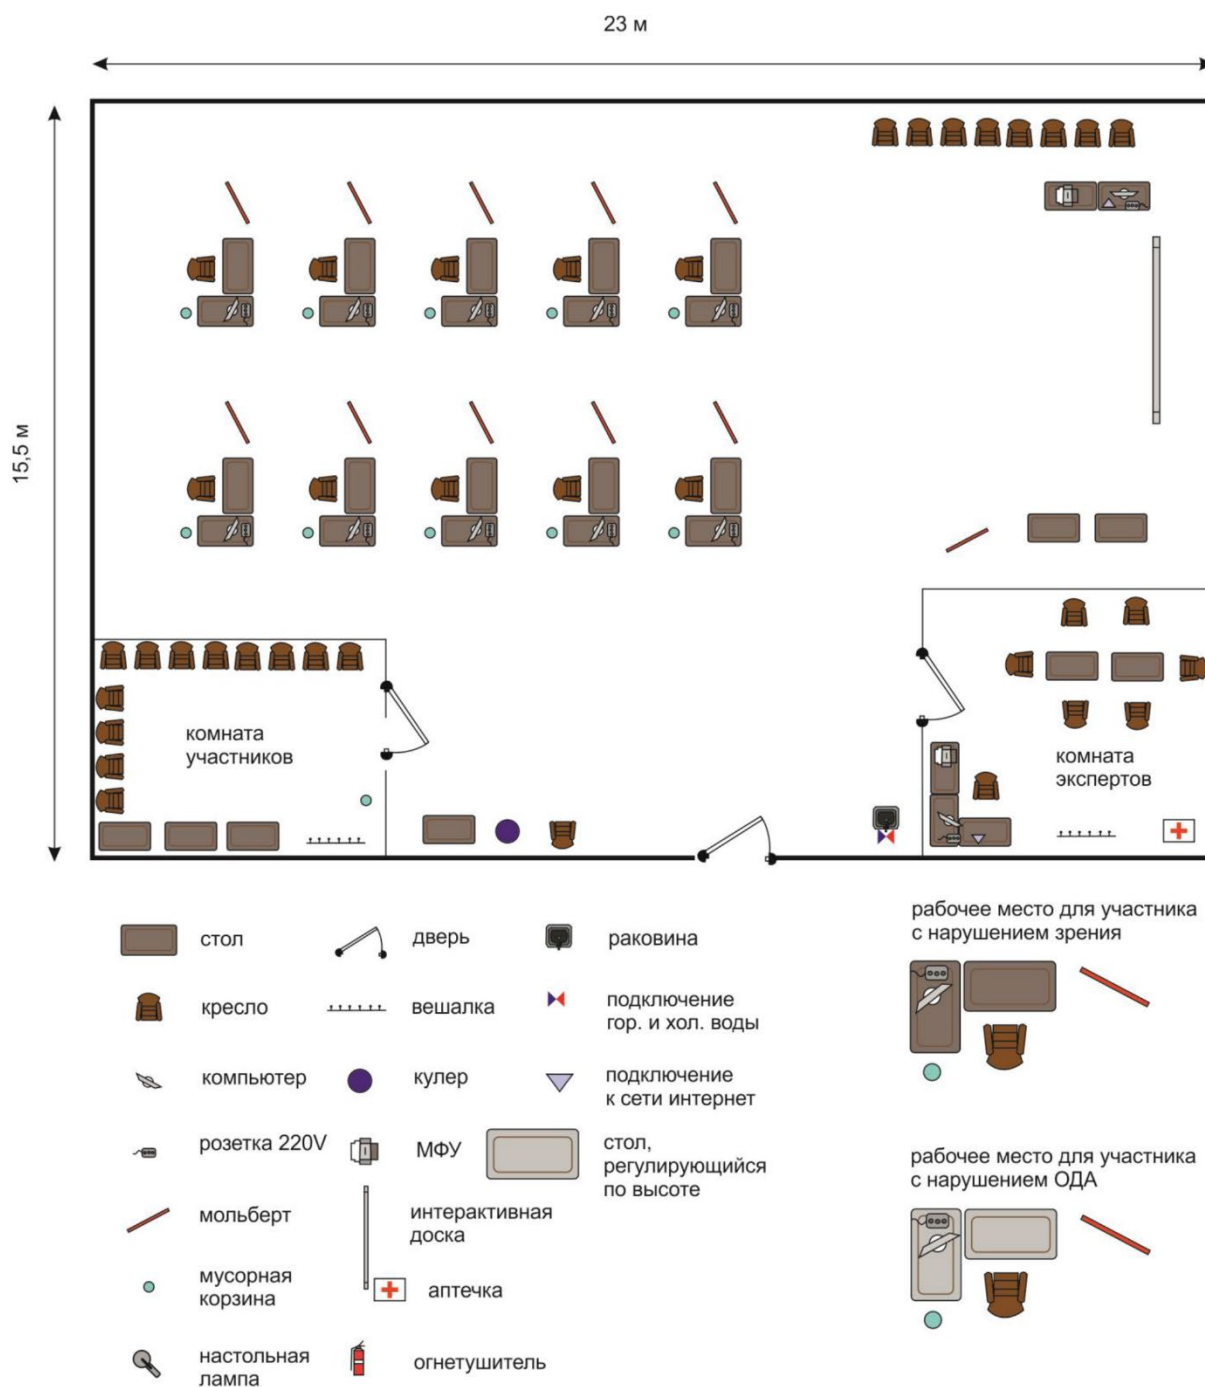 23 м
15,5 м
комната
участников
комната
экспертов
стол
дверь
раковина
кресло
вешалка
подключение
гор. и хол. воды
компьютер
кулер
подключение
к сети интернет
розетка 220V
МФУ
стол,
регулирующийся
по высоте
мольберт
интерактивная
доска
мусорная
корзина
аптечка
настольная
лампа
огнетушитель
рабочее место для участника
с нарушением зрения
рабочее место для участника
с нарушением ОДА